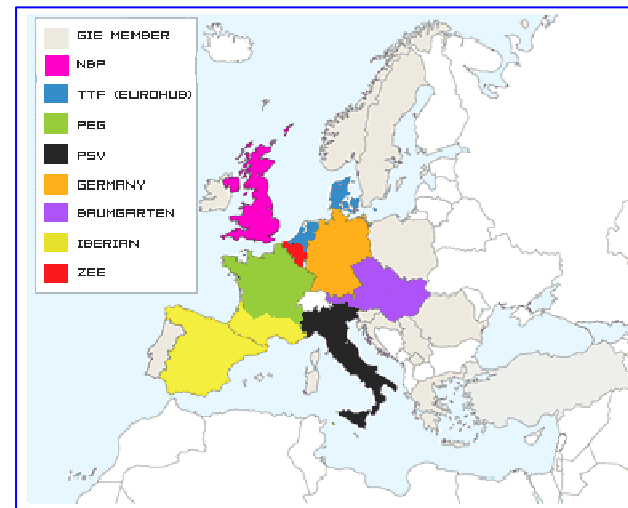 GIE MEMBER
NBP
TTF (EUROHUB)
PEG
PSV
GERMANY
BAUMGARTEN
IBERIAN
ZEE